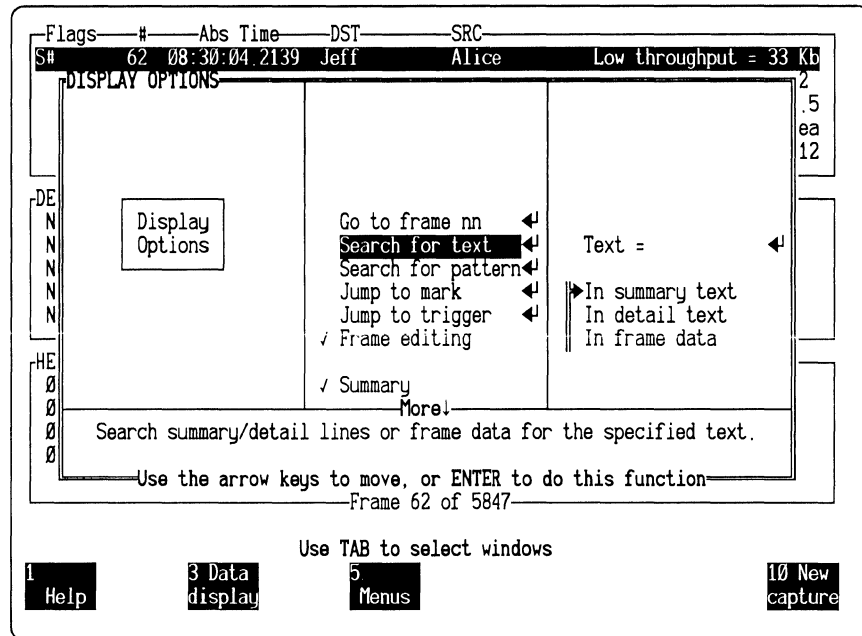 Flags # Abs Time DST SRC
S# 62 08:30:04.2139 Jeff Alice Low throughput = 33 Kb
DISPLAY OPTIONS 2
.5
ea
12
DE
N Display Go to frame nn
N Options Search for text Text =
N Search for pattern
N Jump to mark In summary text
N Jump to trigger In detail text
✓ Frame editing In frame data
HE
0 ✓ Summary
0 More↓
0 Search summary/detail lines or frame data for the specified text.
0
Use the arrow keys to move, or ENTER to do this function
Frame 62 of 5847
Use TAB to select windows
1 3 Data 5 10 New
Help display Menus capture